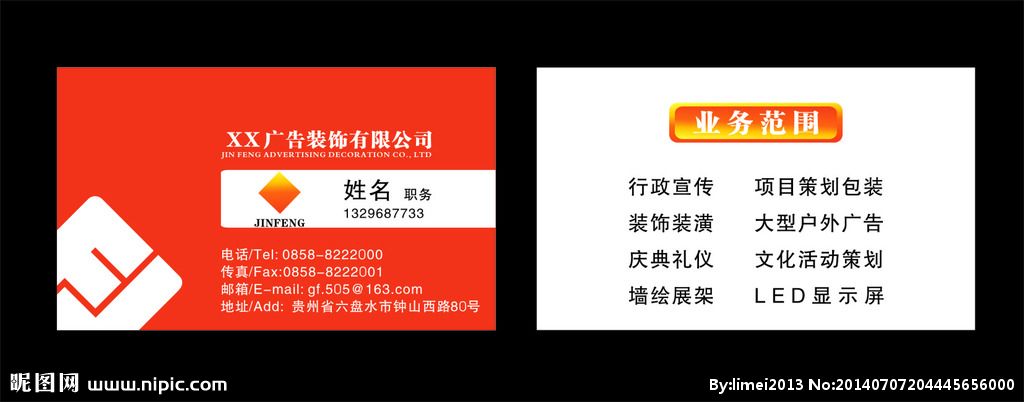 XX广告装饰有限公司
JIN FENG ADVERTISING DECORATION CO., LTD
姓名 职务
1329687733
JINFENG
电话/Tel: 0858-8222000
传真/Fax:0858-8222001
邮箱/E-mail: gf.505@163.com
地址/Add: 贵州省六盘水市钟山西路80号
业务范围
行政宣传 项目策划包装
装饰装潢 大型户外广告
庆典礼仪 文化活动策划
墙绘展架 LED显示屏
昵图网 www.nipic.com
By:limei2013 No:20140707204445656000